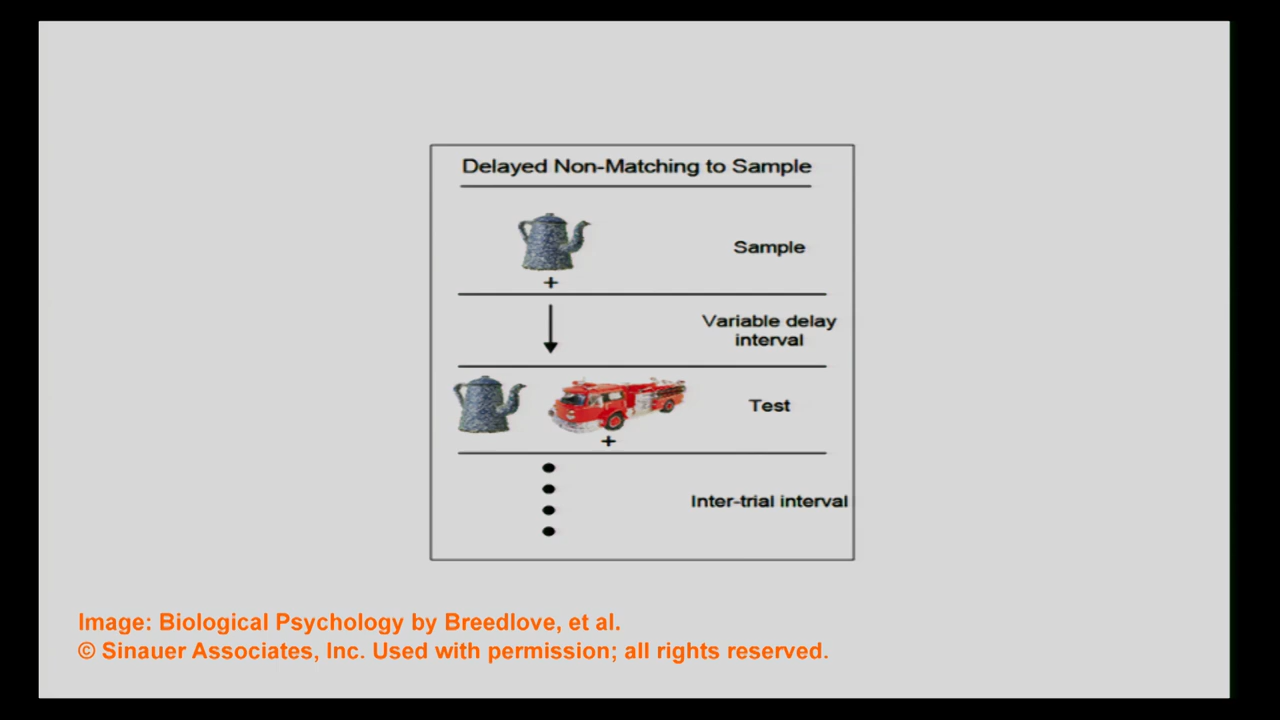 Delayed Non-Matching to Sample
Sample
+
Variable delay
interval
Test
+
Inter-trial interval
Image: Biological Psychology by Breedlove, et al.
© Sinauer Associates, Inc. Used with permission; all rights reserved.